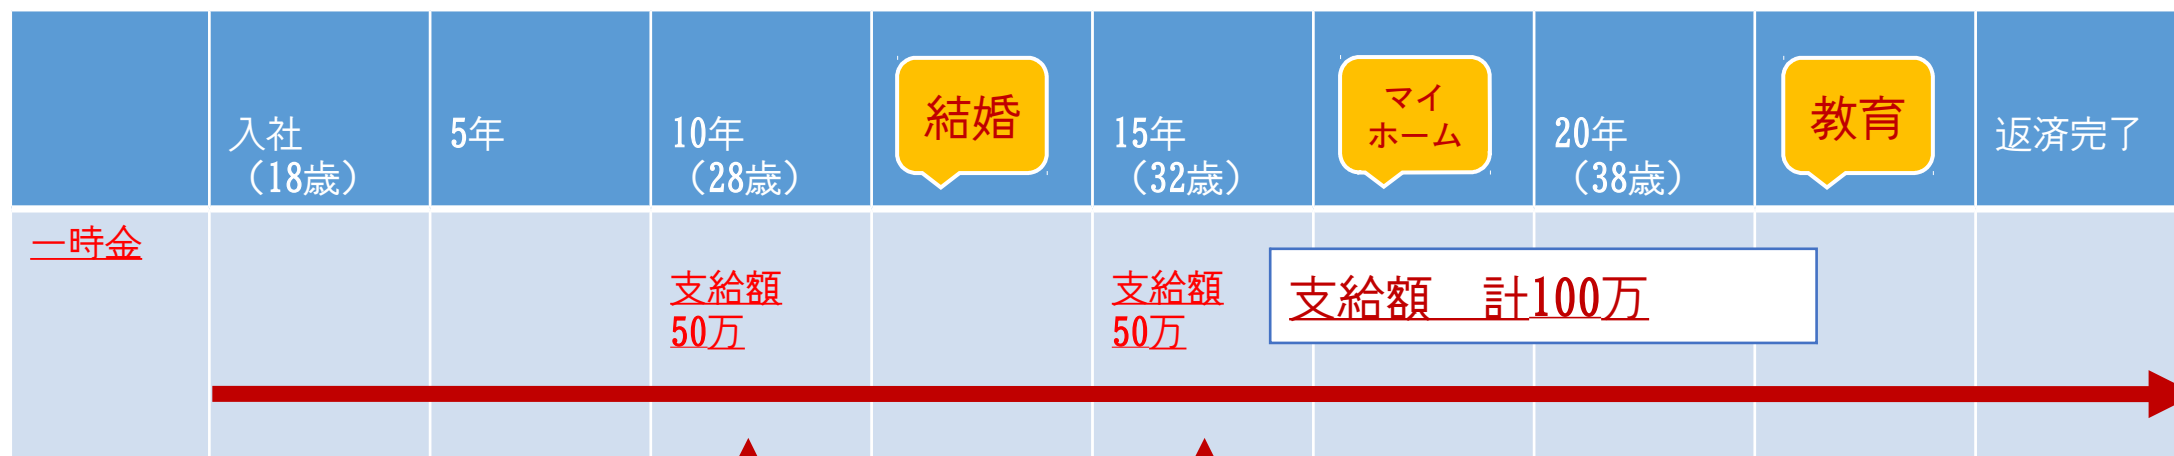 入社
（18歳）
5年
10年
（28歳）
結婚
15年
（32歳）
マイ
ホーム
20年
（38歳）
教育
返済完了
一時金
支給額
50万
支給額
50万
支給額　計100万